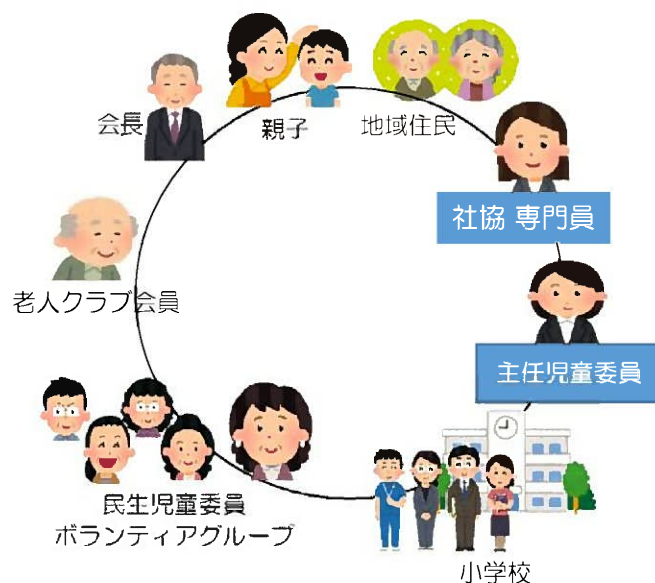 会長
親子
地域住民
社協 専門員
老人クラブ会員
主任児童委員
民生児童委員
ボランティアグループ
小学校